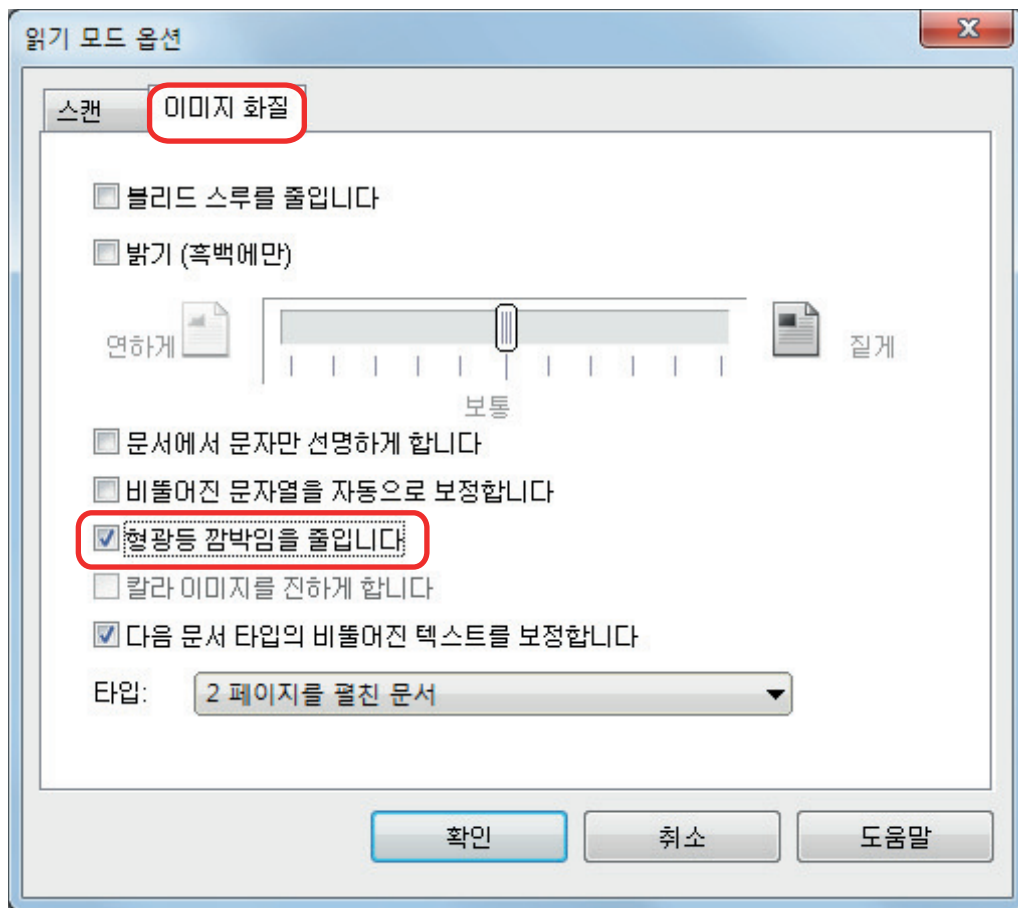 읽기 모드 옵션
스캔
이미지 화질
블리드 스루를 줄입니다
밝기 (흑백에만)
연하게
짙게
보통
문서에서 문자만 선명하게 합니다
비뚤어진 문자열을 자동으로 보정합니다
형광등 깜박임을 줄입니다
칼라 이미지를 진하게 합니다
다음 문서 타입의 비뚤어진 텍스트를 보정합니다
타입:
2 페이지를 펼친 문서
확인
취소
도움말